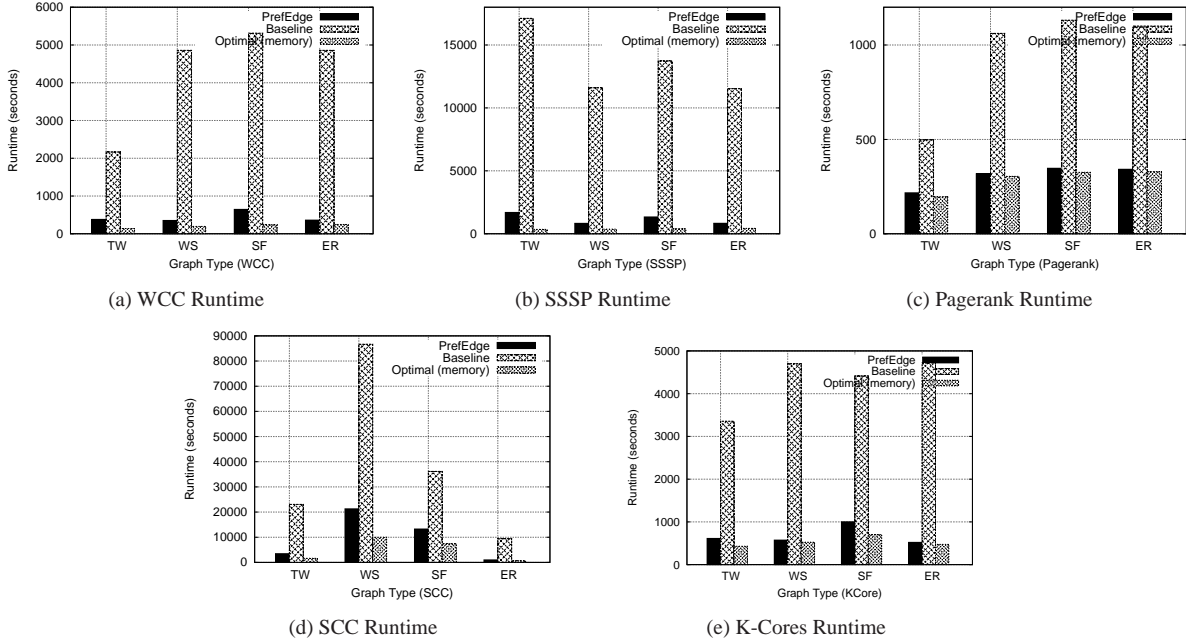 PrefEdge
Baseline
Optimal (memory)
6000
5000
4000
3000
2000
1000
0
Runtime (seconds)
TW WS SF ER
Graph Type (WCC)
(a) WCC Runtime
PrefEdge
Baseline
Optimal (memory)
15000
10000
5000
0
Runtime (seconds)
TW WS SF ER
Graph Type (SSSP)
(b) SSSP Runtime
PrefEdge
Baseline
Optimal (memory)
1000
500
0
Runtime (seconds)
TW WS SF ER
Graph Type (Pagerank)
(c) Pagerank Runtime
PrefEdge
Baseline
Optimal (memory)
90000
80000
70000
60000
50000
40000
30000
20000
10000
0
Runtime (seconds)
TW WS SF ER
Graph Type (SCC)
(d) SCC Runtime
PrefEdge
Baseline
Optimal (memory)
5000
4000
3000
2000
1000
0
Runtime (seconds)
TW WS SF ER
Graph Type (KCore)
(e) K-Cores Runtime